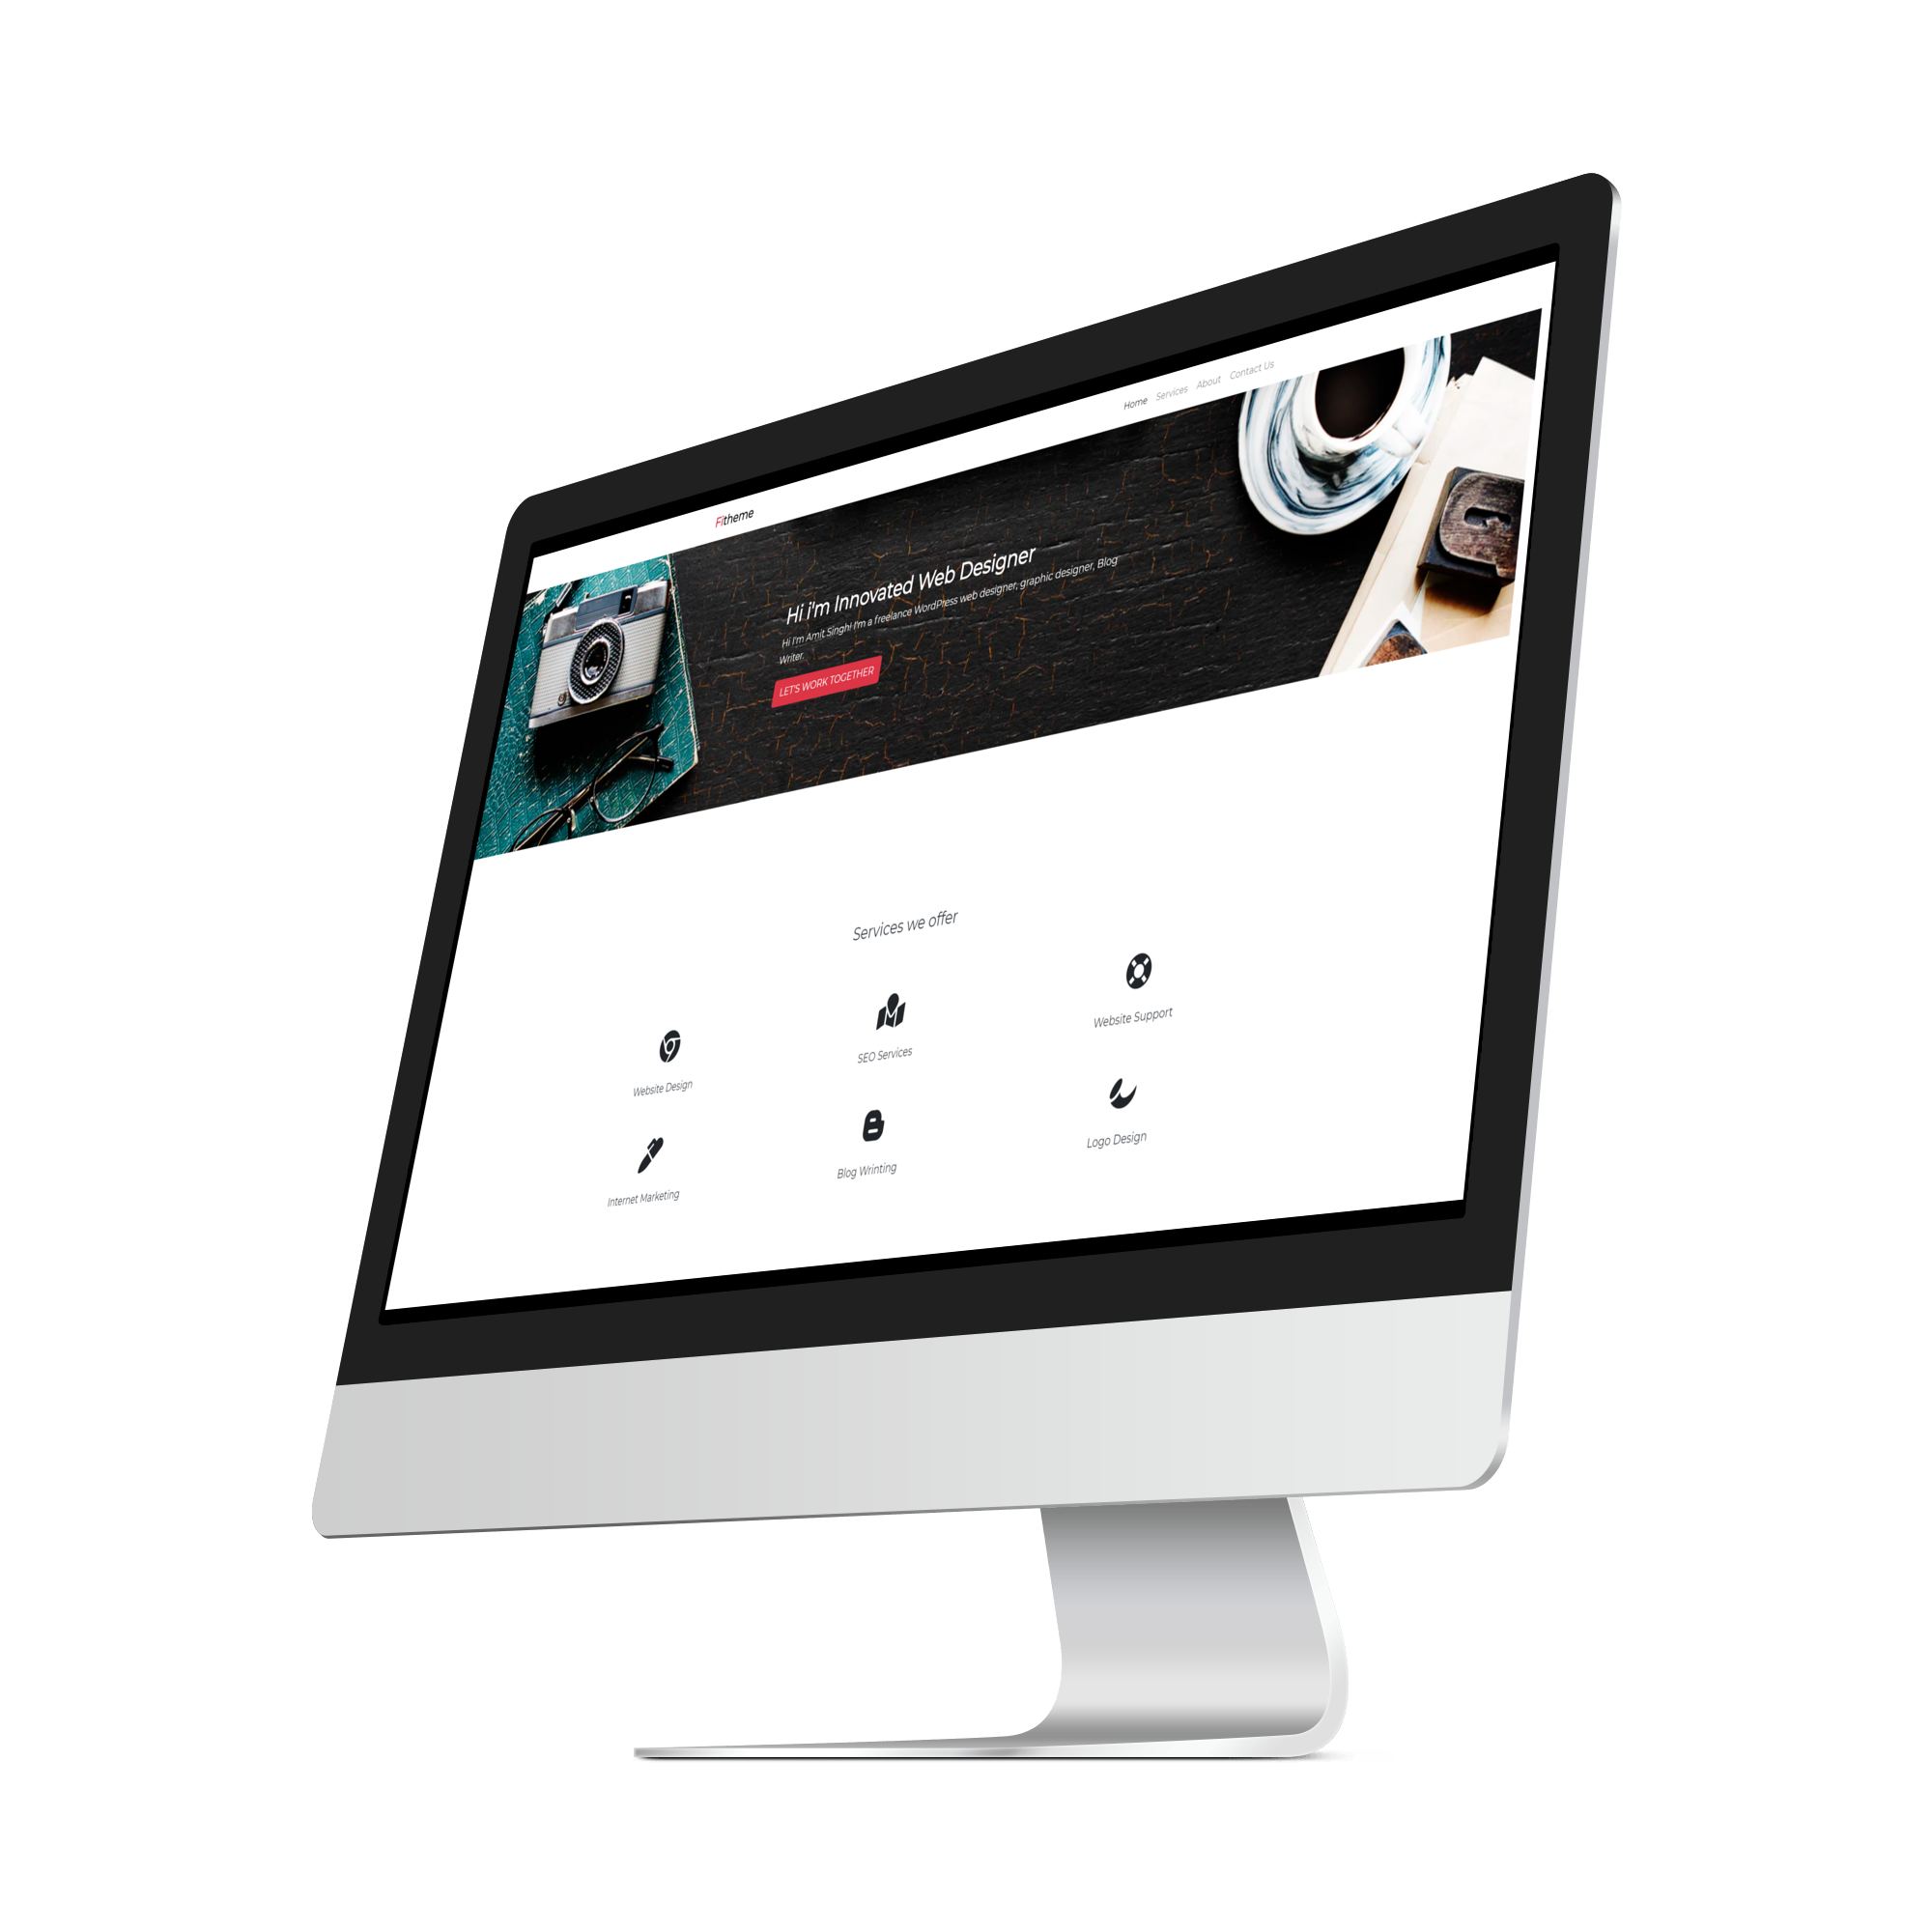 Fitheme
Home Services About Contact Us
Hi i'm Innovated Web Designer
Hi I'm Amit Singh! I'm a freelance WordPress web designer, graphic designer, Blog
Writer.
LET'S WORK TOGETHER
Services we offer
Website Design
SEO Services
Website Support
Internet Marketing
Blog Wrinting
Logo Design